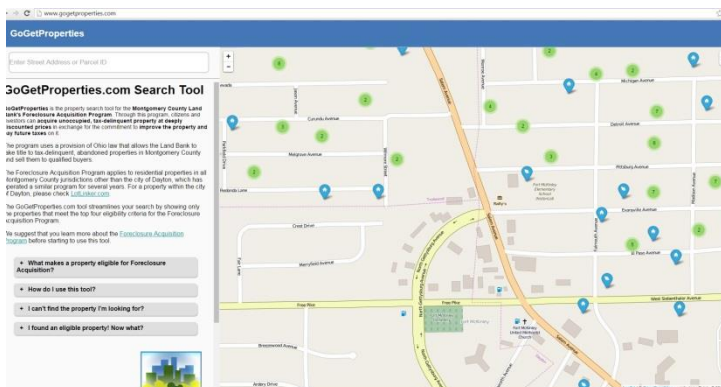 www.gogetproperties.com
GoGetProperties
Enter Street Address or Parcel ID
GoGetProperties.com Search Tool
GoGetProperties is the property search tool for the Montgomery County Land
Bank's Foreclosure Acquisition Program. Through this program, citizens and
investors can acquire unoccupied, tax-delinquent property at deeply
discounted prices in exchange for the commitment to improve the property and
pay future taxes on it.
The program uses a provision of Ohio law that allows the Land Bank to
take title to tax-delinquent, abandoned properties in Montgomery County
and sell them to qualified buyers.
The Foreclosure Acquisition Program applies to residential properties in all
Montgomery County jurisdictions other than the city of Dayton, which has
operated a similar program for several years. For a property within the city
of Dayton, please check LotLinker.com.
The GoGetProperties.com tool streamlines your search by showing only
the properties that meet the top four eligibility criteria for the Foreclosure
Acquisition Program.
We suggest that you learn more about the Foreclosure Acquisition
Program before starting to use this tool.
+ What makes a property eligible for Foreclosure
Acquisition?
+ How do I use this tool?
+ I can't find the property I'm looking for?
+ I found an eligible property! Now what?
+
-
Michigan Avenue
Salem Avenue
Curundu Avenue
Detroit Avenue
Malgrove Avenue
Pittsburg Avenue
Fort McKinley
Elementary
School
Rally's
Evansville Avenue
Crest Drive
El Paso Avenue
Merryfield Avenue
Free Pike
Free Pike
West Siebenthaler Avenue
Fort McKinley
United Methodist
Church
Briarwood Avenue
Ardery Drive